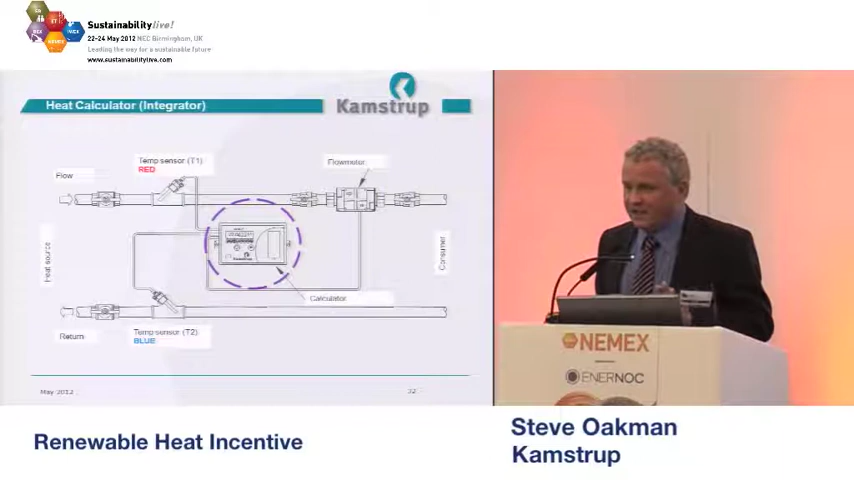 Sustainabilitylive!
22-24 May 2012 NEC Birmingham, UK
Leading the way for a sustainable future
www.sustainabilitylive.com
Heat Calculator (Integrator)
Kamstrup
Temp sensor (T1)
RED
Flowmeter
Flow
Heat source
Consumer
Calculator
Return
Temp sensor (T2)
BLUE
May 2012
NEMEX
ENERNOC
Renewable Heat Incentive
Steve Oakman
Kamstrup